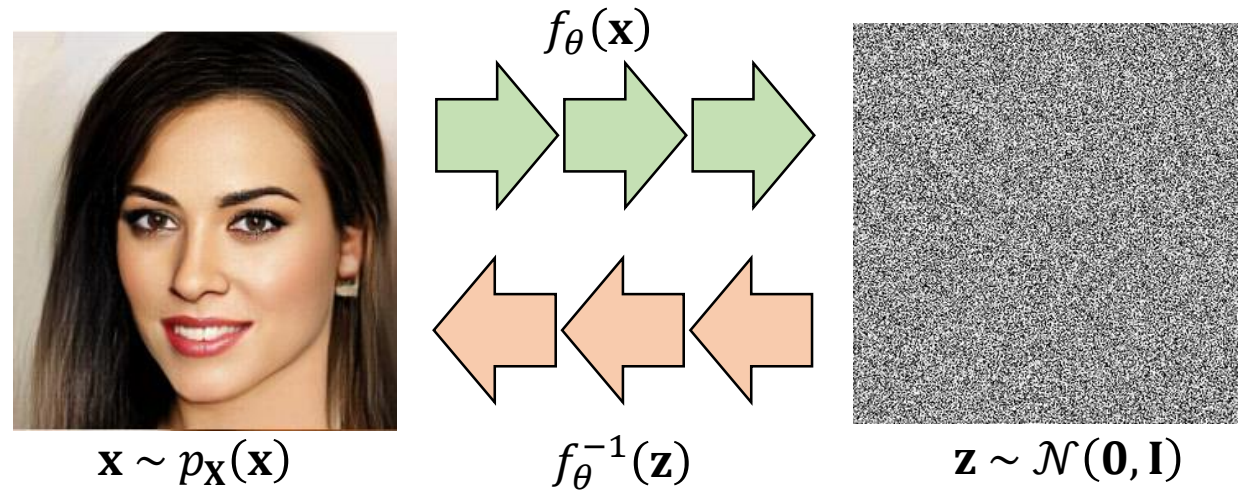 f_θ(𝐱)
𝐱 ~ p_𝐗(𝐱)
f_θ^{-1}(𝐳)
𝐳 ~ 𝒩(𝟎, 𝐈)